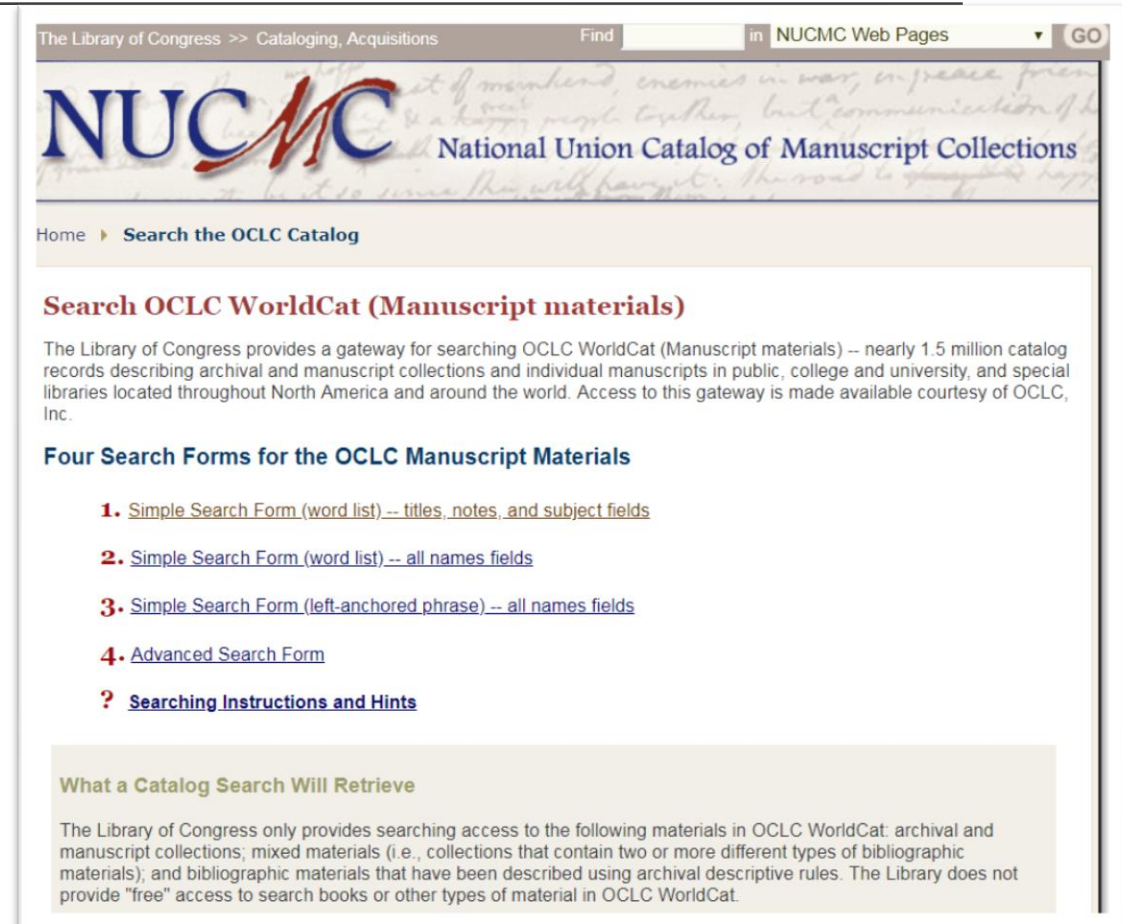 The Library of Congress >> Cataloging, Acquisitions Find in NUCMC Web Pages GO
NUCMC National Union Catalog of Manuscript Collections
Home Search the OCLC Catalog
Search OCLC WorldCat (Manuscript materials)
The Library of Congress provides a gateway for searching OCLC WorldCat (Manuscript materials) -- nearly 1.5 million catalog
records describing archival and manuscript collections and individual manuscripts in public, college and university, and special
libraries located throughout North America and around the world. Access to this gateway is made available courtesy of OCLC,
Inc.
Four Search Forms for the OCLC Manuscript Materials
1. Simple Search Form (word list) -- titles, notes, and subject fields
2. Simple Search Form (word list) -- all names fields
3. Simple Search Form (left-anchored phrase) -- all names fields
4. Advanced Search Form
? Searching Instructions and Hints
What a Catalog Search Will Retrieve
The Library of Congress only provides searching access to the following materials in OCLC WorldCat: archival and
manuscript collections; mixed materials (i.e., collections that contain two or more different types of bibliographic
materials); and bibliographic materials that have been described using archival descriptive rules. The Library does not
provide "free" access to search books or other types of material in OCLC WorldCat.